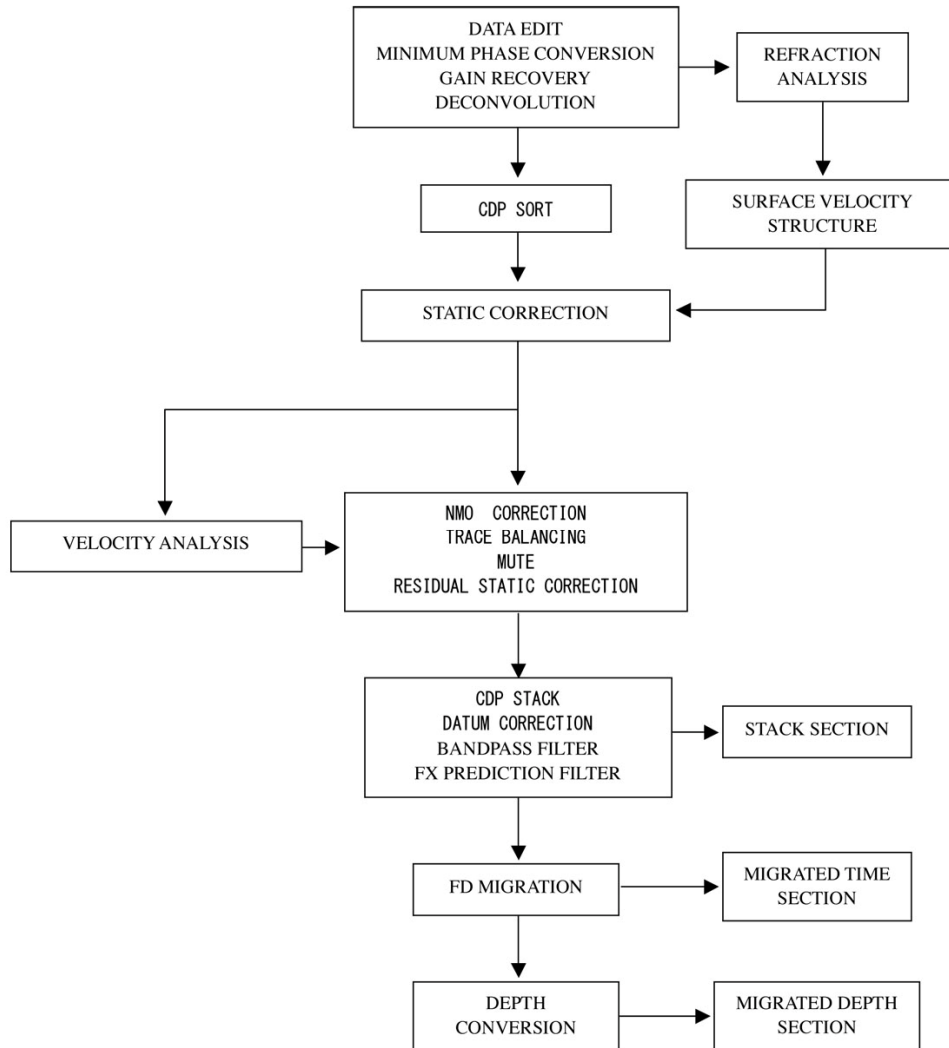 DATA EDIT
MINIMUM PHASE CONVERSION
GAIN RECOVERY
DECONVOLUTION
REFRACTION
ANALYSIS
CDP SORT
SURFACE VELOCITY
STRUCTURE
STATIC CORRECTION
VELOCITY ANALYSIS
NMO CORRECTION
TRACE BALANCING
MUTE
RESIDUAL STATIC CORRECTION
CDP STACK
DATUM CORRECTION
BANDPASS FILTER
FX PREDICTION FILTER
STACK SECTION
FD MIGRATION
MIGRATED TIME
SECTION
DEPTH
CONVERSION
MIGRATED DEPTH
SECTION